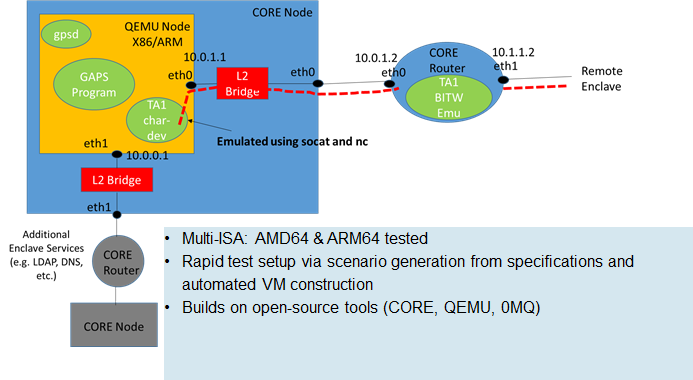 CORE Node
QEMU Node
X86/ARM
gpsd
GAPS
Program
TA1
char-
dev
10.0.1.1
eth0
L2
Bridge
eth0
10.0.1.2
eth0
CORE
Router
TA1
BITW
Emu
10.1.1.2
eth1
Remote
Enclave
Emulated using socat and nc
eth1
10.0.0.1
L2 Bridge
eth1
Additional
Enclave Services
(e.g. LDAP, DNS,
etc.)
CORE
Router
CORE Node
• Multi-ISA: AMD64 & ARM64 tested
• Rapid test setup via scenario generation from specifications and
automated VM construction
• Builds on open-source tools (CORE, QEMU, 0MQ)